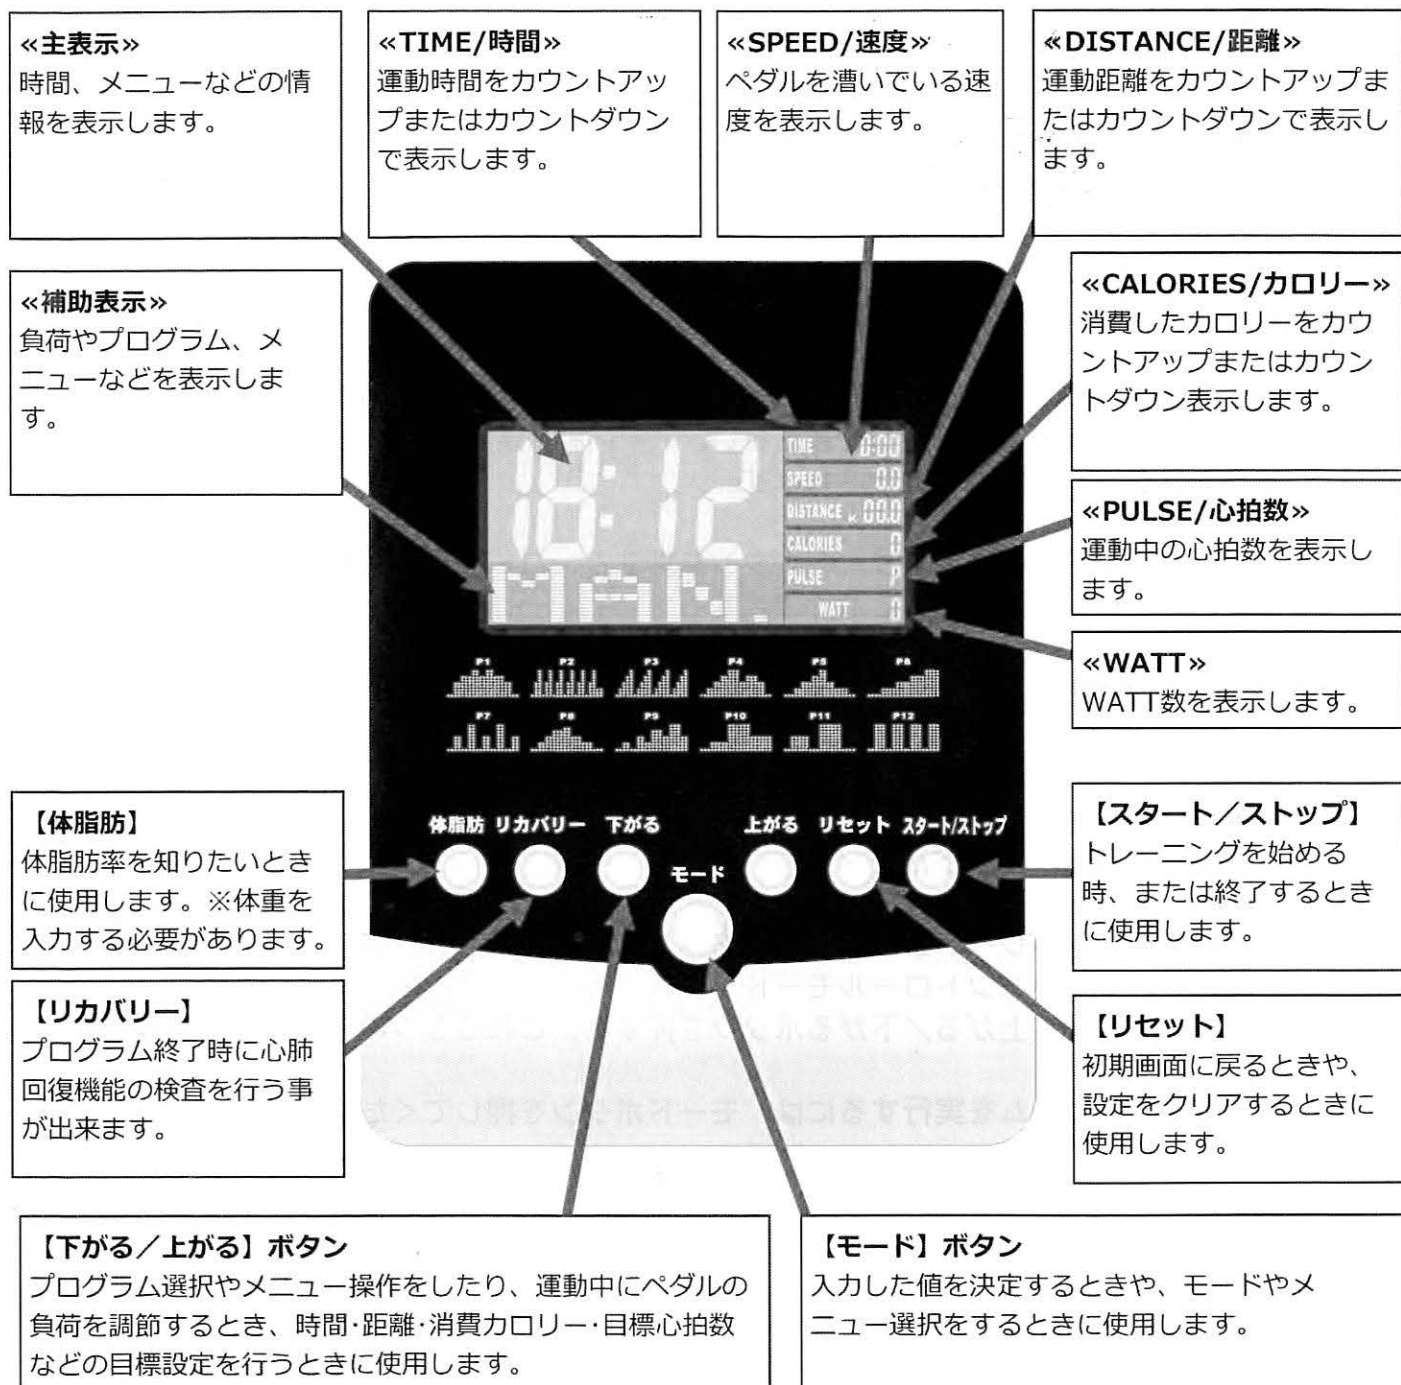 ≪主表示≫
時間、メニューなどの情
報を表示します。
≪TIME/時間≫
運動時間をカウントアッ
プまたはカウントダウン
で表示します。
≪SPEED/速度≫
ペダルを漕いでいる速
度を表示します。
≪DISTANCE/距離≫
運動距離をカウントアップま
たはカウントダウンで表示し
ます。
≪補助表示≫
負荷やプログラム、メ
ニューなどを表示しま
す。
≪CALORIES/カロリー≫
消費したカロリーをカウ
ントアップまたはカウン
トダウン表示します。
≪PULSE/心拍数≫
運動中の心拍数を表示し
ます。
≪WATT≫
WATT数を表示します。
18:12
MAN.
TIME 0:00
SPEED 0.0
DISTANCE K 00.0
CALORIES 0
PULSE P
WATT 0
P1 P2 P3 P4 P5 P6
P7 P8 P9 P10 P11 P12
体脂肪 リカバリー 下がる モード 上がる リセット スタート/ストップ
【体脂肪】
体脂肪率を知りたいとき
に使用します。※体重を
入力する必要があります。
【リカバリー】
プログラム終了時に心肺
回復機能の検査を行う事
が出来ます。
【スタート／ストップ】
トレーニングを始める
時、または終了するとき
に使用します。
【リセット】
初期画面に戻るときや、
設定をクリアするときに
使用します。
【下がる／上がる】ボタン
プログラム選択やメニュー操作をしたり、運動中にペダルの
負荷を調節するとき、時間･距離･消費カロリー･目標心拍数
などの目標設定を行うときに使用します。
【モード】ボタン
入力した値を決定するときや、モードやメ
ニュー選択をするときに使用します。